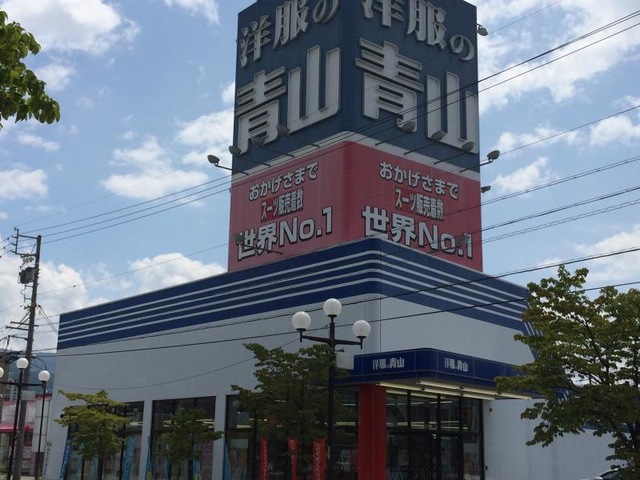 洋服の
青山
洋服の
青山
おかげさまで
スーツ販売着数
世界No.1
おかげさまで
スーツ販売着数
世界No.1
洋服の青山
洋服の青山